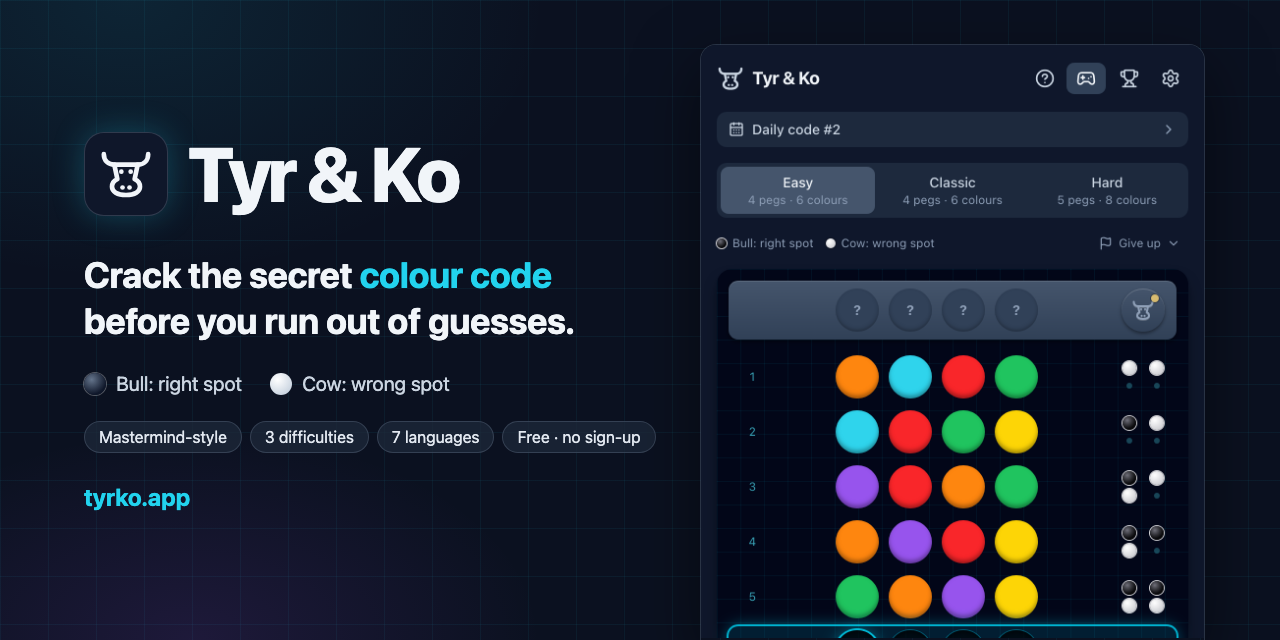 Tyr & Ko
Crack the secret colour code
before you run out of guesses.
Bull: right spot Cow: wrong spot
Mastermind-style 3 difficulties 7 languages Free · no sign-up
tyrko.app
Tyr & Ko
Daily code #2
Easy Classic Hard
4 pegs · 6 colours 4 pegs · 6 colours 5 pegs · 8 colours
Bull: right spot Cow: wrong spot Give up
? ? ? ?
1
2
3
4
5